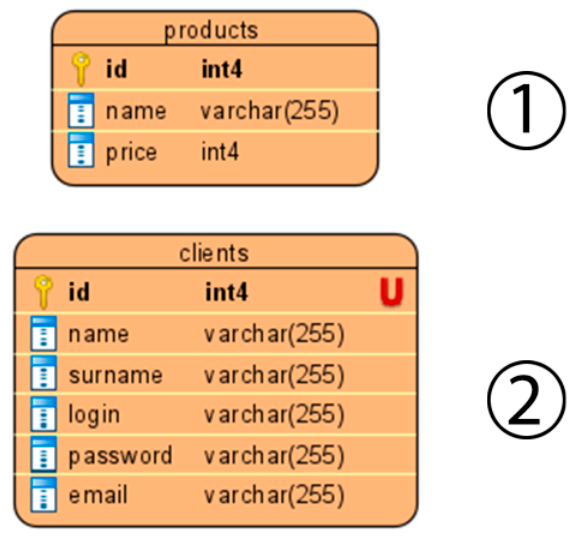 products
id int4
name varchar(255)
price int4
①
clients
id int4 U
name varchar(255)
surname varchar(255)
login varchar(255)
password varchar(255)
email varchar(255)
②